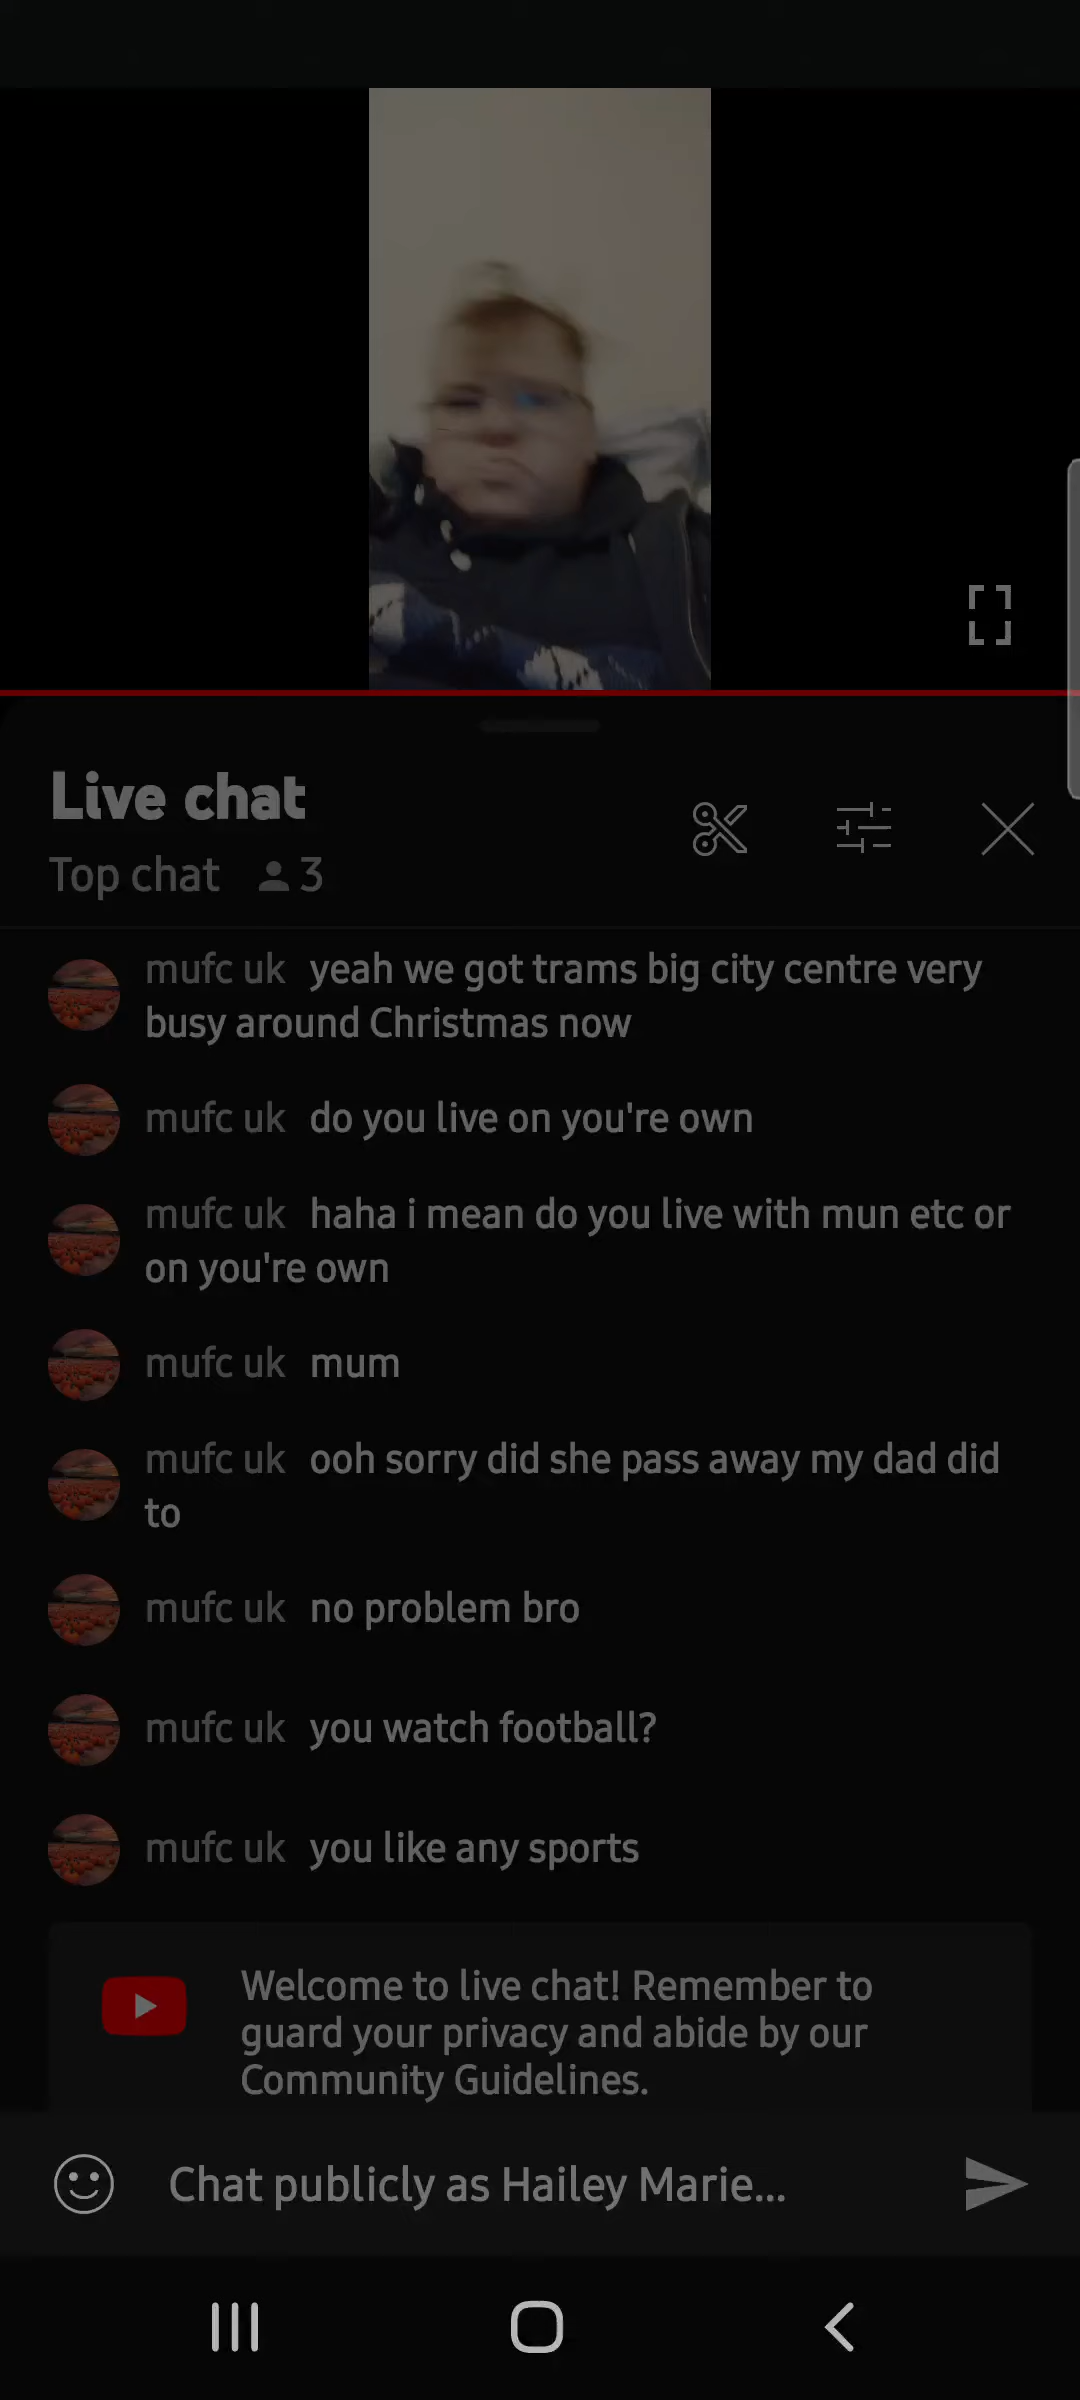 Live chat
Top chat 3
mufc uk yeah we got trams big city centre very
busy around Christmas now
mufc uk do you live on you're own
mufc uk haha i mean do you live with mun etc or
on you're own
mufc uk mum
mufc uk ooh sorry did she pass away my dad did
to
mufc uk no problem bro
mufc uk you watch football?
mufc uk you like any sports
Welcome to live chat! Remember to
guard your privacy and abide by our
Community Guidelines.
Chat publicly as Hailey Marie...